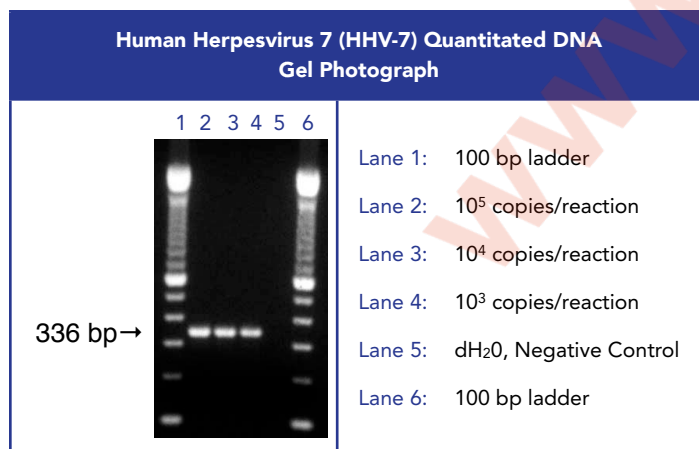 Human Herpesvirus 7 (HHV-7) Quantitated DNA
Gel Photograph
1 2 3 4 5 6
336 bp→
Lane 1: 100 bp ladder
Lane 2: 10⁵ copies/reaction
Lane 3: 10⁴ copies/reaction
Lane 4: 10³ copies/reaction
Lane 5: dH₂0, Negative Control
Lane 6: 100 bp ladder